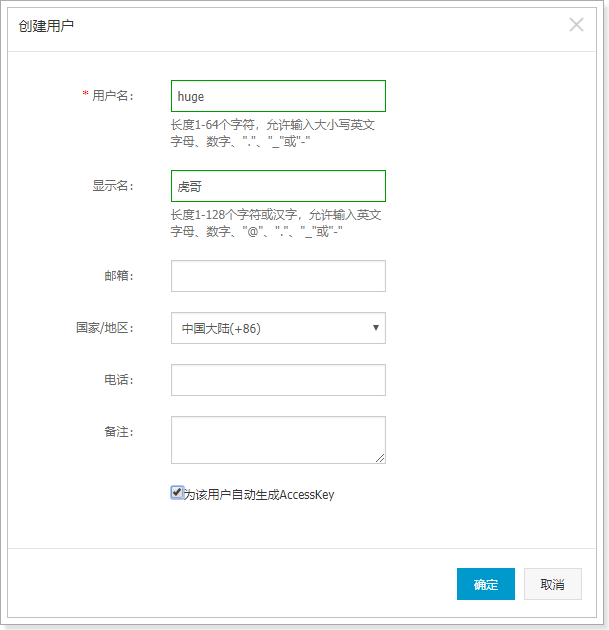 创建用户
* 用户名：
huge
长度1-64个字符，允许输入大小写英文
字母、数字、"."、"_"或"-"
显示名：
虎哥
长度1-128个字符或汉字，允许输入英文
字母、数字、"@"、"."、"_"或"-"
邮箱：
国家/地区：
中国大陆(+86)
电话：
备注：
为该用户自动生成AccessKey
确定
取消